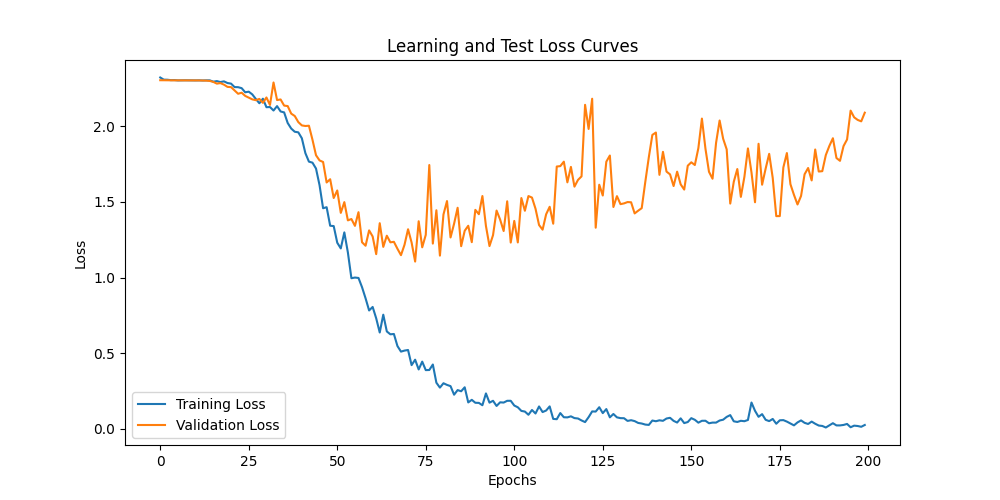 Learning and Test Loss Curves
Loss
2.0
1.5
1.0
0.5
0.0
Training Loss
Validation Loss
0 25 50 75 100 125 150 175 200
Epochs